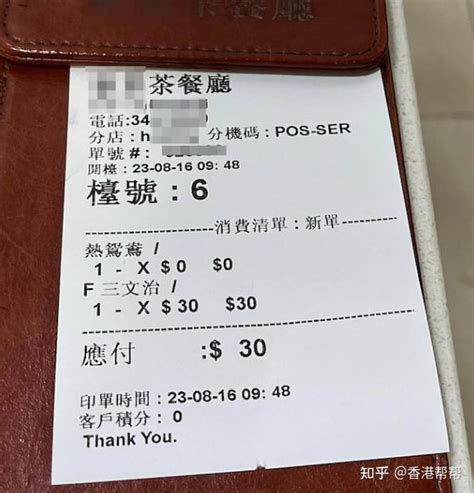 餐廳
茶餐廳
電話:34
分店: h 分機碼: POS-SER
單號 #:
開檯: 23-08-16 09: 48
檯號 : 6
----------------------消費清單 : 新單
熱鴛鴦 /
1 - X $ 0 $0
F 三文治 /
1 - X $ 30 $30
應付 :$ 30
印單時間 : 23-08-16 09: 48
客戶積分 : 0
Thank You.
知乎 @香港帮帮